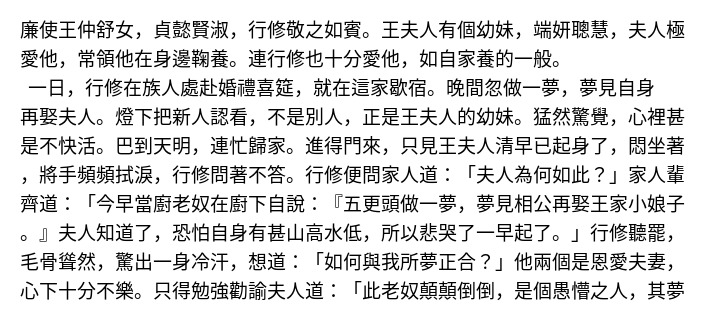 廉使王仲舒女，貞懿賢淑，行修敬之如賓。王夫人有個幼妹，端妍聰慧，夫人極
愛他，常領他在身邊鞠養。連行修也十分愛他，如自家養的一般。
一日，行修在族人處赴婚禮喜筵，就在這家歇宿。晚間忽做一夢，夢見自身
再娶夫人。燈下把新人認看，不是別人，正是王夫人的幼妹。猛然驚覺，心裡甚
是不快活。巴到天明，連忙歸家。進得門來，只見王夫人清早已起身了，悶坐著
，將手頻頻拭淚，行修問著不答。行修便問家人道：「夫人為何如此？」家人輩
齊道：「今早當廚老奴在廚下自說：『五更頭做一夢，夢見相公再娶王家小娘子
。』夫人知道了，恐怕自身有甚山高水低，所以悲哭了一早起了。」行修聽罷，
毛骨聳然，驚出一身冷汗，想道：「如何與我所夢正合？」他兩個是恩愛夫妻，
心下十分不樂。只得勉強勸諭夫人道：「此老奴顛顛倒倒，是個愚懵之人，其夢